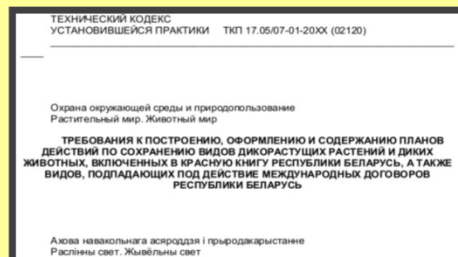 ТЕХНИЧЕСКИЙ КОДЕКС
УСТАНОВИВШЕЙСЯ ПРАКТИКИ ТКП 17.05/07-01-20ХХ (02120)
Охрана окружающей среды и природопользование
Растительный мир. Животный мир
ТРЕБОВАНИЯ К ПОСТРОЕНИЮ, ОФОРМЛЕНИЮ И СОДЕРЖАНИЮ ПЛАНОВ
ДЕЙСТВИЙ ПО СОХРАНЕНИЮ ВИДОВ ДИКОРАСТУЩИХ РАСТЕНИЙ И ДИКИХ
ЖИВОТНЫХ, ВКЛЮЧЕННЫХ В КРАСНУЮ КНИГУ РЕСПУБЛИКИ БЕЛАРУСЬ, А ТАКЖЕ
ВИДОВ, ПОДПАДАЮЩИХ ПОД ДЕЙСТВИЕ МЕЖДУНАРОДНЫХ ДОГОВОРОВ
РЕСПУБЛИКИ БЕЛАРУСЬ
Ахова навакольнага асяроддзя і прыродакарыстанне
Раслінны свет. Жывёльны свет